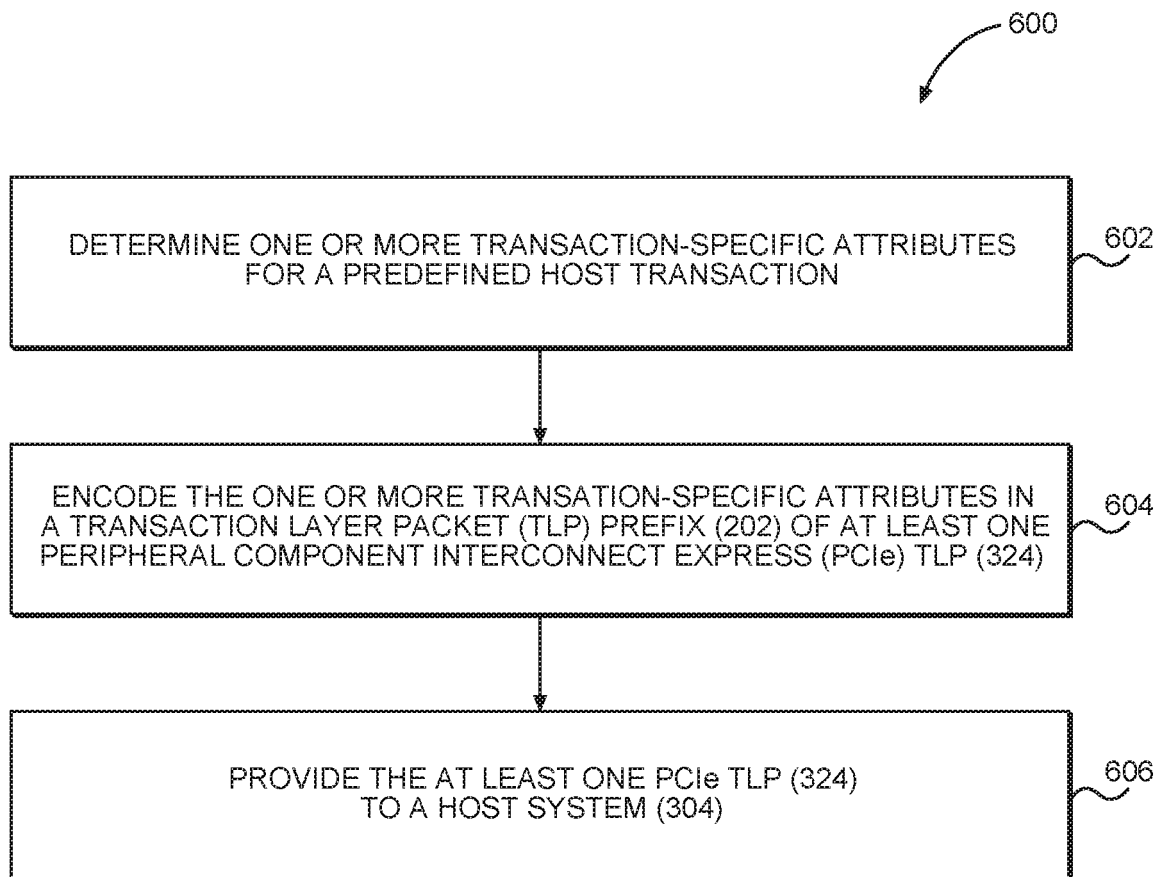 600
DETERMINE ONE OR MORE TRANSACTION-SPECIFIC ATTRIBUTES
FOR A PREDEFINED HOST TRANSACTION
602
ENCODE THE ONE OR MORE TRANSATION-SPECIFIC ATTRIBUTES IN
A TRANSACTION LAYER PACKET (TLP) PREFIX (202) OF AT LEAST ONE
PERIPHERAL COMPONENT INTERCONNECT EXPRESS (PCIe) TLP (324)
604
PROVIDE THE AT LEAST ONE PCIe TLP (324)
TO A HOST SYSTEM (304)
606